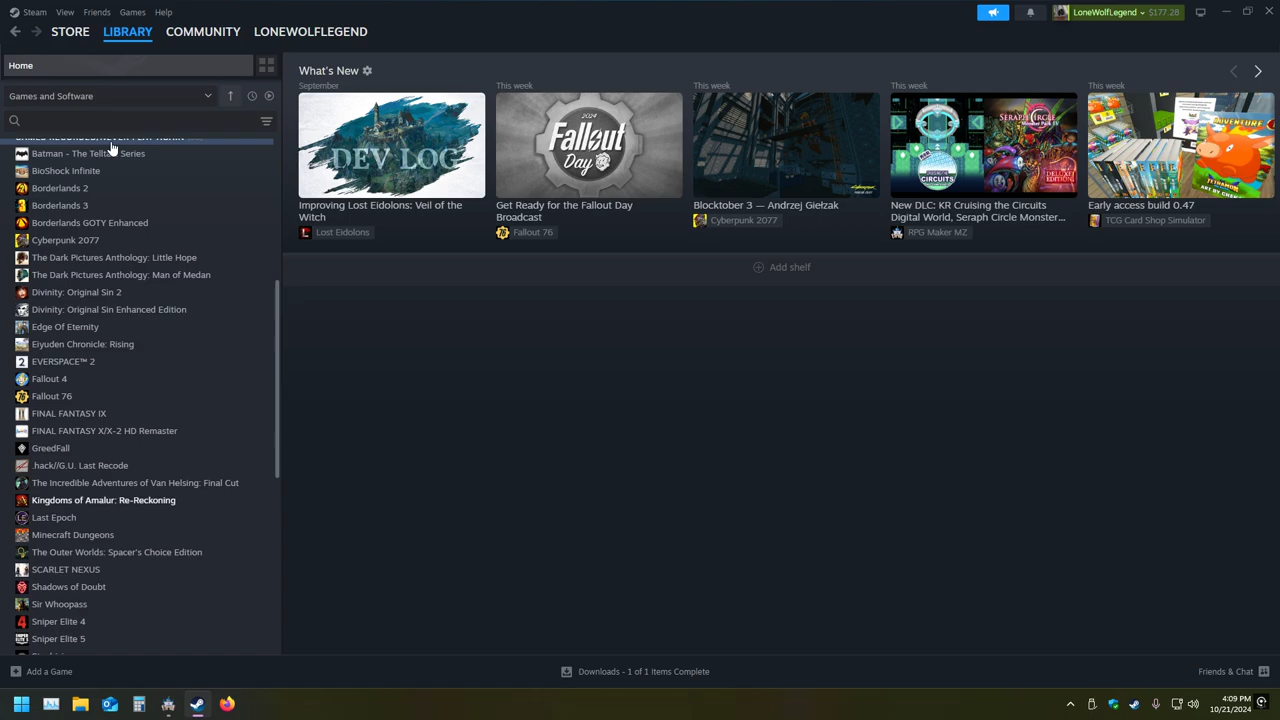 Steam View Friends Games Help
LoneWolfLegend $177.28
STORE LIBRARY COMMUNITY LONEWOLFLEGEND
Home
Games and Software
Batman - The Telltale Series
BioShock Infinite
Borderlands 2
Borderlands 3
Borderlands GOTY Enhanced
Cyberpunk 2077
The Dark Pictures Anthology: Little Hope
The Dark Pictures Anthology: Man of Medan
Divinity: Original Sin 2
Divinity: Original Sin Enhanced Edition
Edge Of Eternity
Eiyuden Chronicle: Rising
EVERSPACE™ 2
Fallout 4
Fallout 76
FINAL FANTASY IX
FINAL FANTASY X/X-2 HD Remaster
GreedFall
.hack//G.U. Last Recode
The Incredible Adventures of Van Helsing: Final Cut
Kingdoms of Amalur: Re-Reckoning
Last Epoch
Minecraft Dungeons
The Outer Worlds: Spacer's Choice Edition
SCARLET NEXUS
Shadows of Doubt
Sir Whoopass
Sniper Elite 4
Sniper Elite 5
Add a Game
What's New
September
DEV LOG
Improving Lost Eidolons: Veil of the
Witch
Lost Eidolons
This week
2024
Fallout
Day
Get Ready for the Fallout Day
Broadcast
Fallout 76
This week
Cyberpunk
Blocktober 3 — Andrzej Giełzak
Cyberpunk 2077
This week
CIRCUITS
SERAPH CIRCLE
DELUXE
EDITION
New DLC: KR Cruising the Circuits
Digital World, Seraph Circle Monster...
RPG Maker MZ
This week
ADVENTURE
TETRAMON
Early access build 0.47
TCG Card Shop Simulator
Add shelf
Downloads - 1 of 1 Items Complete
Friends & Chat
4:09 PM
10/21/2024